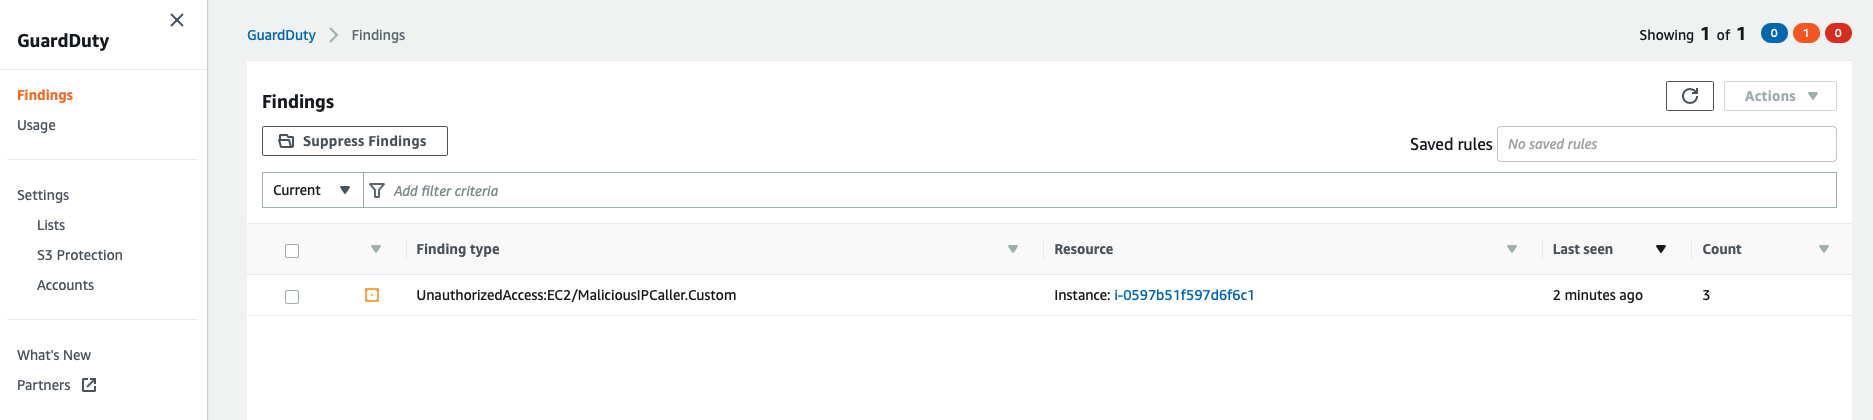 GuardDuty
Findings
Usage
Settings
Lists
S3 Protection
Accounts
What's New
Partners
GuardDuty Findings
Showing 1 of 1 0 1 0
Findings
Actions
Suppress Findings
Saved rules No saved rules
Current Add filter criteria
Finding type Resource Last seen Count
UnauthorizedAccess:EC2/MaliciousIPCaller.Custom Instance: i-0597b51f597d6f6c1 2 minutes ago 3